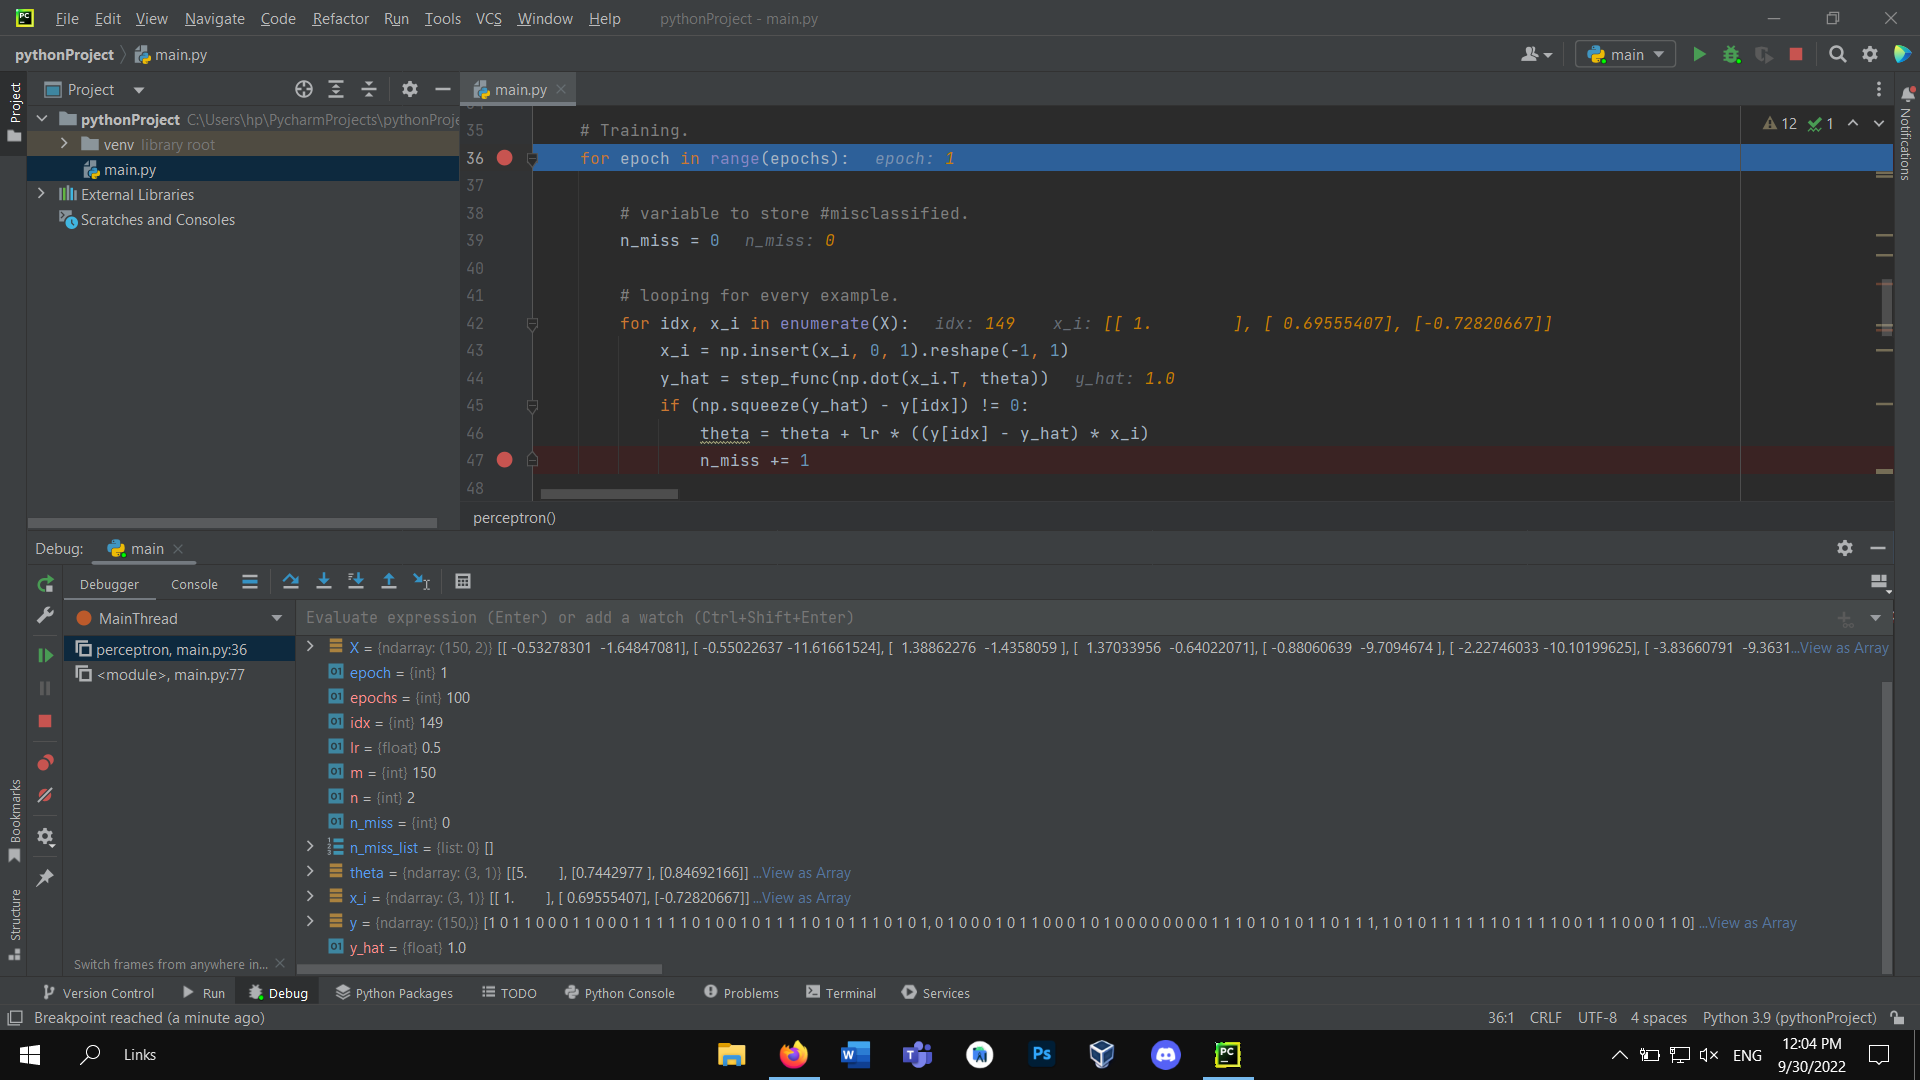 File Edit View Navigate Code Refactor Run Tools VCS Window Help pythonProject - main.py
pythonProject main.py main
Project
Project
pythonProject C:\Users\hp\PycharmProjects\pythonProje
venv library root
main.py
External Libraries
Scratches and Consoles
main.py
12 1
Notifications
35 # Training.
36 for epoch in range(epochs): epoch: 1
37
38 # variable to store #misclassified.
39 n_miss = 0 n_miss: 0
40
41 # looping for every example.
42 for idx, x_i in enumerate(X): idx: 149 x_i: [[ 1. ], [ 0.69555407], [-0.72820667]]
43 x_i = np.insert(x_i, 0, 1).reshape(-1, 1)
44 y_hat = step_func(np.dot(x_i.T, theta)) y_hat: 1.0
45 if (np.squeeze(y_hat) - y[idx]) != 0:
46 theta = theta + lr * ((y[idx] - y_hat) * x_i)
47 n_miss += 1
48
perceptron()
Debug: main
Debugger Console
MainThread
perceptron, main.py:36
<module>, main.py:77
Switch frames from anywhere in...
Evaluate expression (Enter) or add a watch (Ctrl+Shift+Enter)
X = {ndarray: (150, 2)} [[ -0.53278301 -1.64847081], [ -0.55022637 -11.61661524], [ 1.38862276 -1.4358059 ], [ 1.37033956 -0.64022071], [ -0.88060639 -9.7094674 ], [ -2.22746033 -10.10199625], [ -3.83660791 -9.3631...View as Array
epoch = {int} 1
epochs = {int} 100
idx = {int} 149
lr = {float} 0.5
m = {int} 150
n = {int} 2
n_miss = {int} 0
n_miss_list = {list: 0} []
theta = {ndarray: (3, 1)} [[5. ], [0.7442977 ], [0.84692166]] ...View as Array
x_i = {ndarray: (3, 1)} [[ 1. ], [ 0.69555407], [-0.72820667]] ...View as Array
y = {ndarray: (150,)} [1 0 1 1 0 0 0 1 1 0 0 0 1 1 1 1 1 0 1 0 0 1 0 1 1 1 1 0 1 0 1 1 1 0 1 0 1, 0 1 0 0 0 1 0 1 1 0 0 0 1 0 1 0 0 0 0 0 0 0 0 1 1 1 0 1 0 1 0 1 1 0 1 1 1, 1 0 1 0 1 1 1 1 1 1 0 1 1 1 1 0 0 1 1 1 0 0 0 1 1 0] ...View as Array
y_hat = {float} 1.0
Bookmarks
Structure
Version Control Run Debug Python Packages TODO Python Console Problems Terminal Services
Breakpoint reached (a minute ago) 36:1 CRLF UTF-8 4 spaces Python 3.9 (pythonProject)
Links ENG 12:04 PM
9/30/2022